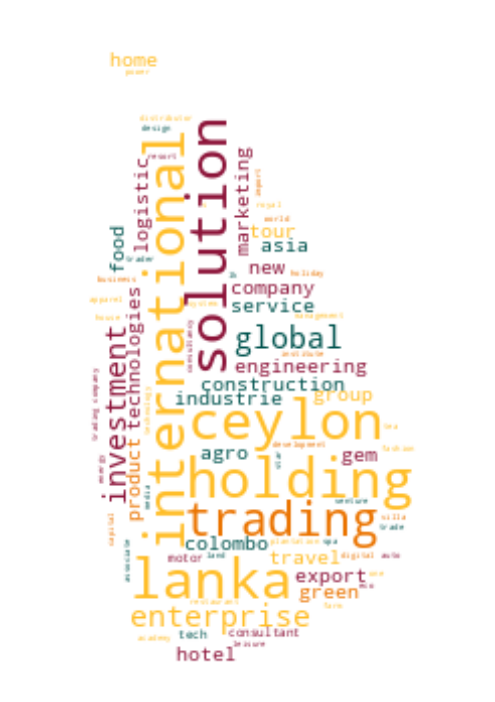 home
power
distributor
design
solution
international
resort
logistic
marketing
import
royal
world
tour
food
asia
trader
new
holiday
business
company
apparel
system
service
house
management
global
consultancy
institute
investment
technologies
engineering
trading company
construction
industrie
group
technology
ceylon
tea
development
fashion
agro
gem
star
energy
holding
product
media
venture
trading
capital
villa
trade
colombo
plantation
spa
motor
land
travel
digital
auto
associate
lanka
export
green
restaurant
farm
enterprise
academy
tech
consultant
leisure
hotel